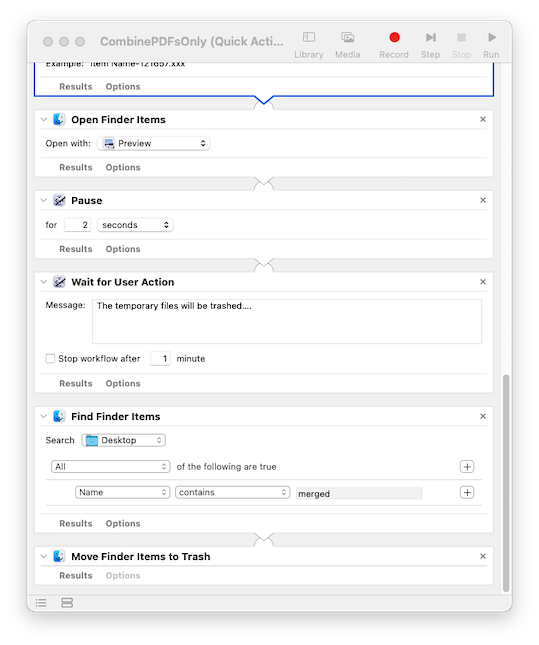 CombinePDFsOnly (Quick Acti...
Library Media Record Step Stop Run
Example: Item Name-121657.xxx
Results Options
Open Finder Items
Open with: Preview
Results Options
Pause
for 2 seconds
Results Options
Wait for User Action
Message: The temporary files will be trashed....
Stop workflow after 1 minute
Results Options
Find Finder Items
Search Desktop
All of the following are true
Name contains merged
Results Options
Move Finder Items to Trash
Results Options